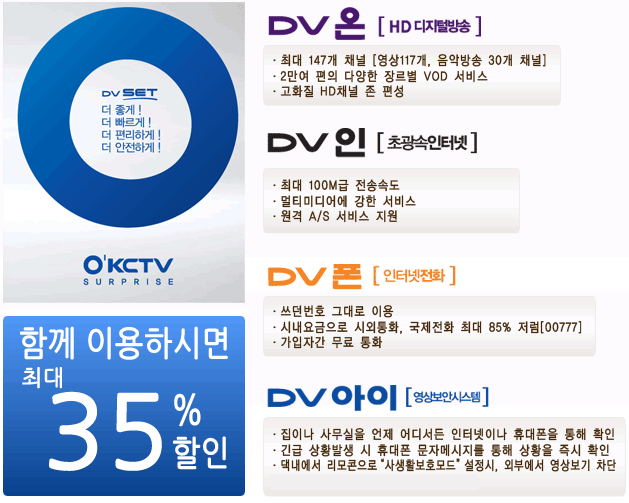 DV SET
더 좋게 !
더 빠르게 !
더 편리하게 !
더 안전하게 !
O'KCTV
SURPRISE
함께 이용하시면
최대
35%
할인
DV 온 [ HD 디지털방송 ]
· 최대 147개 채널 [영상117개, 음악방송 30개 채널]
· 2만여 편의 다양한 장르별 VOD 서비스
· 고화질 HD채널 존 편성
DV 인 [ 초광속인터넷 ]
· 최대 100M급 전송속도
· 멀티미디어에 강한 서비스
· 원격 A/S 서비스 지원
DV 폰 [ 인터넷전화 ]
· 쓰던번호 그대로 이용
· 시내요금으로 시외통화, 국제전화 최대 85% 저렴[00777]
· 가입자간 무료 통화
DV 아이 [영상보안시스템]
· 집이나 사무실을 언제 어디서든 인터넷이나 휴대폰을 통해 확인
· 긴급 상황발생 시 휴대폰 문자메시지를 통해 상황을 즉시 확인
· 댁내에서 리모콘으로 "사생활보호모드" 설정시, 외부에서 영상보기 차단